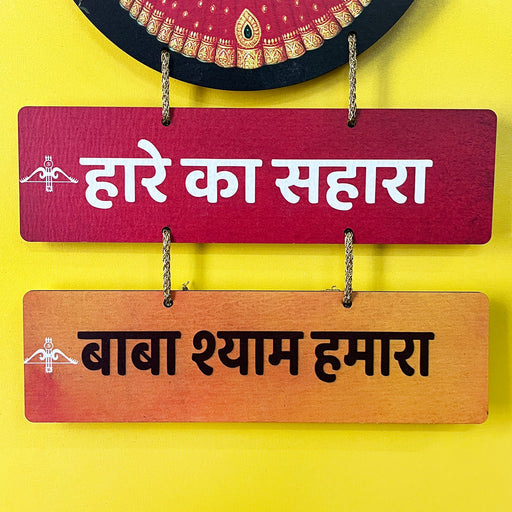 हारे का सहारा
बाबा श्याम हमारा